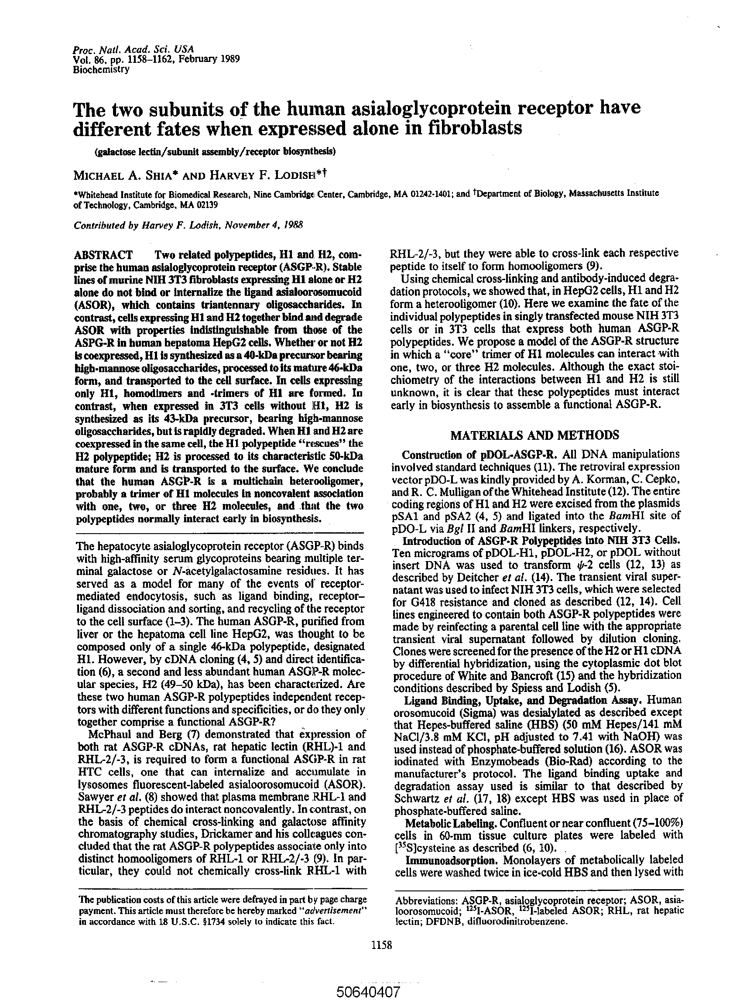 Proc. Natl. Acad. Sci. USA
Vol. 86, pp. 1158-1162, February 1989
Biochemistry
The two subunits of the human asialoglycoprotein receptor have
different fates when expressed alone in fibroblasts
(galactose lectin/subunit assembly/receptor biosynthesis)
MICHAEL A. SHIA* AND HARVEY F. LODISH*†
*Whitehead Institute for Biomedical Research, Nine Cambridge Center, Cambridge, MA 01242-1401; and †Department of Biology, Massachusetts Institute
of Technology, Cambridge, MA 02139
Contributed by Harvey F. Lodish, November 4, 1988
ABSTRACT Two related polypeptides, H1 and H2, com-
prise the human asialoglycoprotein receptor (ASGP-R). Stable
lines of murine NIH 3T3 fibroblasts expressing H1 alone or H2
alone do not bind or internalize the ligand asialoorosomucoid
(ASOR), which contains triantennary oligosaccharides. In
contrast, cells expressing H1 and H2 together bind and degrade
ASOR with properties indistinguishable from those of the
ASPG-R in human hepatoma HepG2 cells. Whether or not H2
is coexpressed, H1 is synthesized as a 40-kDa precursor bearing
high-mannose oligosaccharides, processed to its mature 46-kDa
form, and transported to the cell surface. In cells expressing
only H1, homodimers and -trimers of H1 are formed. In
contrast, when expressed in 3T3 cells without H1, H2 is
synthesized as its 43-kDa precursor, bearing high-mannose
oligosaccharides, but is rapidly degraded. When H1 and H2 are
coexpressed in the same cell, the H1 polypeptide "rescues" the
H2 polypeptide; H2 is processed to its characteristic 50-kDa
mature form and is transported to the surface. We conclude
that the human ASGP-R is a multichain heterooligomer,
probably a trimer of H1 molecules in noncovalent association
with one, two, or three H2 molecules, and that the two
polypeptides normally interact early in biosynthesis.
The hepatocyte asialoglycoprotein receptor (ASGP-R) binds
with high-affinity serum glycoproteins bearing multiple ter-
minal galactose or N-acetylgalactosamine residues. It has
served as a model for many of the events of receptor-
mediated endocytosis, such as ligand binding, receptor–
ligand dissociation and sorting, and recycling of the receptor
to the cell surface (1–3). The human ASGP-R, purified from
liver or the hepatoma cell line HepG2, was thought to be
composed only of a single 46-kDa polypeptide, designated
H1. However, by cDNA cloning (4, 5) and direct identifica-
tion (6), a second and less abundant human ASGP-R molec-
ular species, H2 (49–50 kDa), has been characterized. Are
these two human ASGP-R polypeptides independent recep-
tors with different functions and specificities, or do they only
together comprise a functional ASGP-R?
McPhaul and Berg (7) demonstrated that expression of
both rat ASGP-R cDNAs, rat hepatic lectin (RHL)-1 and
RHL-2/-3, is required to form a functional ASGP-R in rat
HTC cells, one that can internalize and accumulate in
lysosomes fluorescent-labeled asialoorosomucoid (ASOR).
Sawyer et al. (8) showed that plasma membrane RHL-1 and
RHL-2/-3 peptides do interact noncovalently. In contrast, on
the basis of chemical cross-linking and galactose affinity
chromatography studies, Drickamer and his colleagues con-
cluded that the rat ASGP-R polypeptides associate only into
distinct homooligomers of RHL-1 or RHL-2/-3 (9). In par-
ticular, they could not chemically cross-link RHL-1 with
The publication costs of this article were defrayed in part by page charge
payment. This article must therefore be hereby marked "advertisement"
in accordance with 18 U.S.C. §1734 solely to indicate this fact.
RHL-2/-3, but they were able to cross-link each respective
peptide to itself to form homooligomers (9).
Using chemical cross-linking and antibody-induced degra-
dation protocols, we showed that, in HepG2 cells, H1 and H2
form a heterooligomer (10). Here we examine the fate of the
individual polypeptides in singly transfected mouse NIH 3T3
cells or in 3T3 cells that express both human ASGP-R
polypeptides. We propose a model of the ASGP-R structure
in which a "core" trimer of H1 molecules can interact with
one, two, or three H2 molecules. Although the exact stoi-
chiometry of the interactions between H1 and H2 is still
unknown, it is clear that these polypeptides must interact
early in biosynthesis to assemble a functional ASGP-R.
MATERIALS AND METHODS
Construction of pDOL-ASGP-R. All DNA manipulations
involved standard techniques (11). The retroviral expression
vector pDO-L was kindly provided by A. Korman, C. Cepko,
and R. C. Mulligan of the Whitehead Institute (12). The entire
coding regions of H1 and H2 were excised from the plasmids
pSA1 and pSA2 (4, 5) and ligated into the BamHI site of
pDO-L via Bgl II and BamHI linkers, respectively.
Introduction of ASGP-R Polypeptides into NIH 3T3 Cells.
Ten micrograms of pDOL-H1, pDOL-H2, or pDOL without
insert DNA was used to transform ψ-2 cells (12, 13) as
described by Deitcher et al. (14). The transient viral super-
natant was used to infect NIH 3T3 cells, which were selected
for G418 resistance and cloned as described (12, 14). Cell
lines engineered to contain both ASGP-R polypeptides were
made by reinfecting a parental cell line with the appropriate
transient viral supernatant followed by dilution cloning.
Clones were screened for the presence of the H2 or H1 cDNA
by differential hybridization, using the cytoplasmic dot blot
procedure of White and Bancroft (15) and the hybridization
conditions described by Spiess and Lodish (5).
Ligand Binding, Uptake, and Degradation Assay. Human
orosomucoid (Sigma) was desialylated as described except
that Hepes-buffered saline (HBS) (50 mM Hepes/141 mM
NaCl/3.8 mM KCl, pH adjusted to 7.41 with NaOH) was
used instead of phosphate-buffered solution (16). ASOR was
iodinated with Enzymobeads (Bio-Rad) according to the
manufacturer's protocol. The ligand binding uptake and
degradation assay used is similar to that described by
Schwartz et al. (17, 18) except HBS was used in place of
phosphate-buffered saline.
Metabolic Labeling. Confluent or near confluent (75–100%)
cells in 60-mm tissue culture plates were labeled with
[³⁵S]cysteine as described (6, 10).
Immunoadsorption. Monolayers of metabolically labeled
cells were washed twice in ice-cold HBS and then lysed with
Abbreviations: ASGP-R, asialoglycoprotein receptor; ASOR, asia-
loorosomucoid; ¹²⁵I-ASOR, ¹²⁵I-labeled ASOR; RHL, rat hepatic
lectin; DFDNB, difluorodinitrobenzene.
1158
50640407